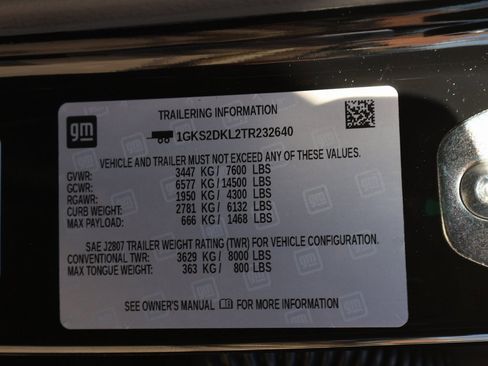 TRAILERING INFORMATION
gm
1GKS2DKL2TR232640
VEHICLE AND TRAILER MUST NOT EXCEED ANY OF THESE VALUES.
GVWR: 3447 KG / 7600 LBS
GCWR: 6577 KG / 14500 LBS
RGAWR: 1950 KG / 4300 LBS
CURB WEIGHT: 2781 KG / 6132 LBS
MAX PAYLOAD: 666 KG / 1468 LBS
SAE J2807 TRAILER WEIGHT RATING (TWR) FOR VEHICLE CONFIGURATION.
CONVENTIONAL TWR: 3629 KG / 8000 LBS
MAX TONGUE WEIGHT: 363 KG / 800 LBS
SEE OWNER'S MANUAL FOR MORE INFORMATION